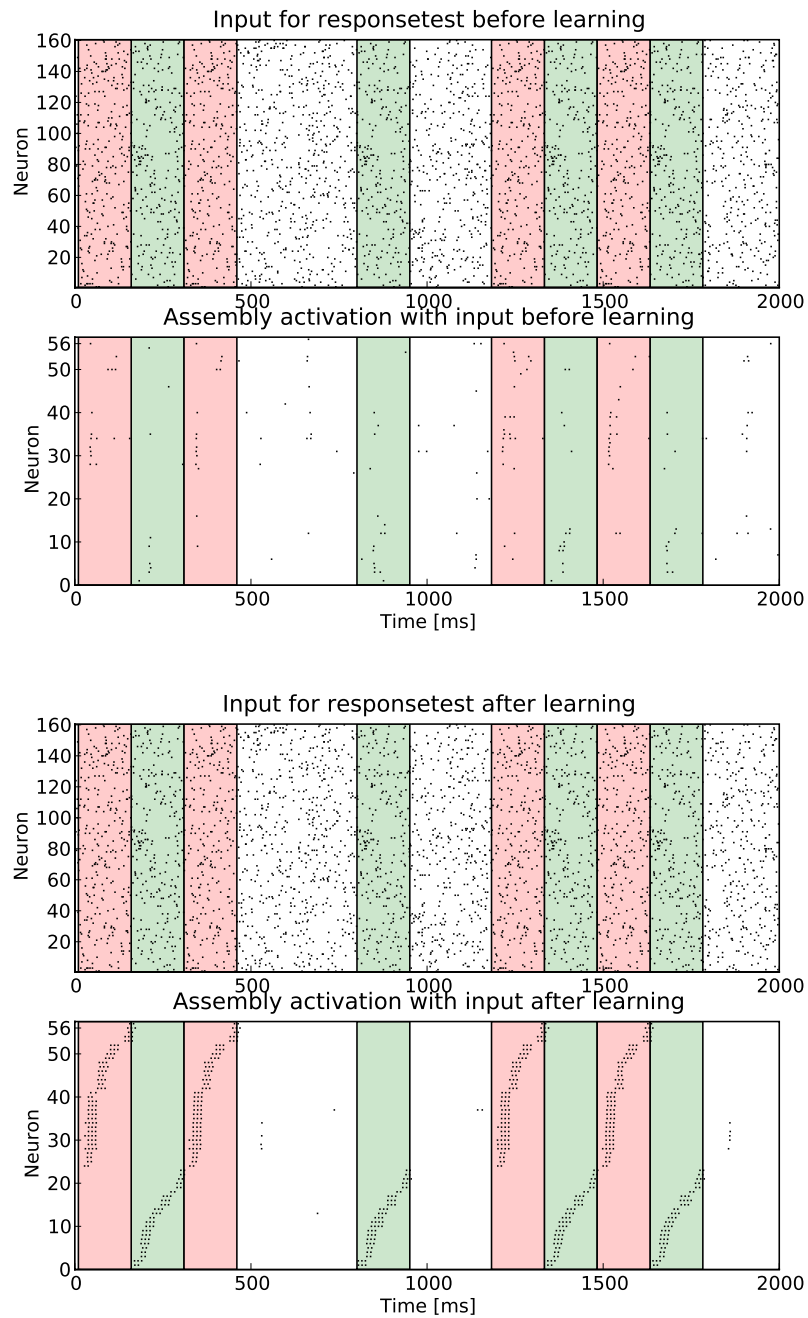 Input for responsetest before learning
160
140
120
100
80
60
40
20
Neuron
0 500 1000 1500 2000
Assembly activation with input before learning
56
50
40
30
20
10
0
Neuron
0 500 1000 1500 2000
Time [ms]
Input for responsetest after learning
160
140
120
100
80
60
40
20
Neuron
0 500 1000 1500 2000
Assembly activation with input after learning
56
50
40
30
20
10
0
Neuron
0 500 1000 1500 2000
Time [ms]